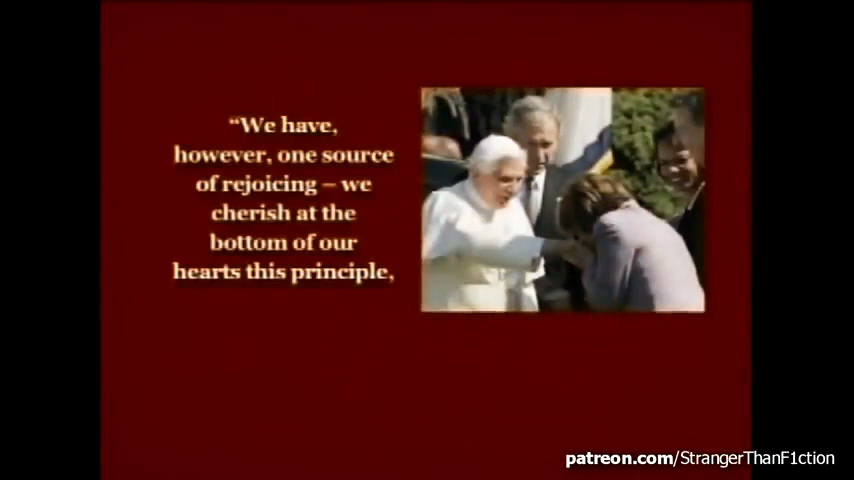 “We have,
however, one source
of rejoicing – we
cherish at the
bottom of our
hearts this principle,
patreon.com/StrangerThanF1ction